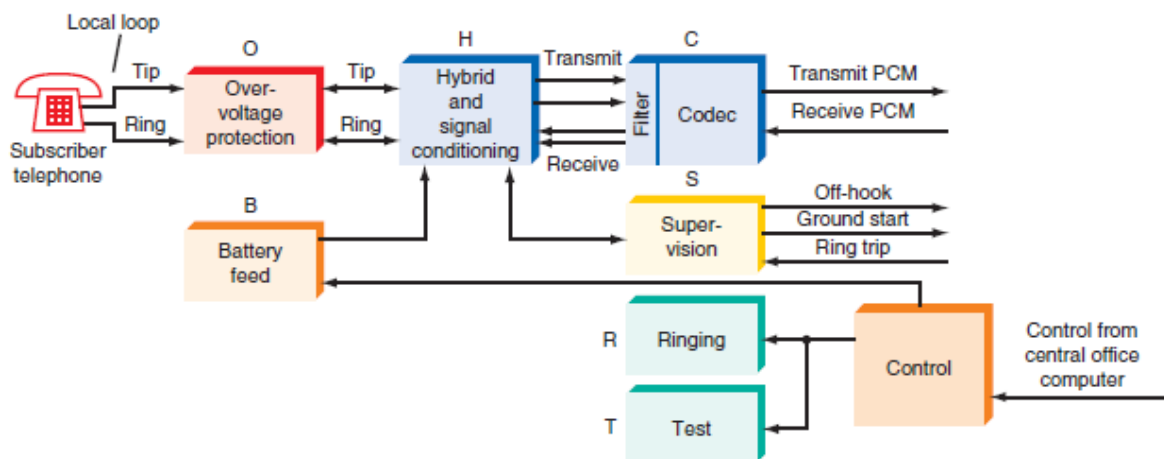 Local loop
O
H
C
Tip
Tip
Transmit
Transmit PCM
Over-
voltage
protection
Hybrid
and
signal
conditioning
Filter
Codec
Receive PCM
Ring
Ring
Subscriber
telephone
Receive
B
S
Off-hook
Battery
feed
Super-
vision
Ground start
Ring trip
R
Ringing
Control
Control from
central office
computer
T
Test